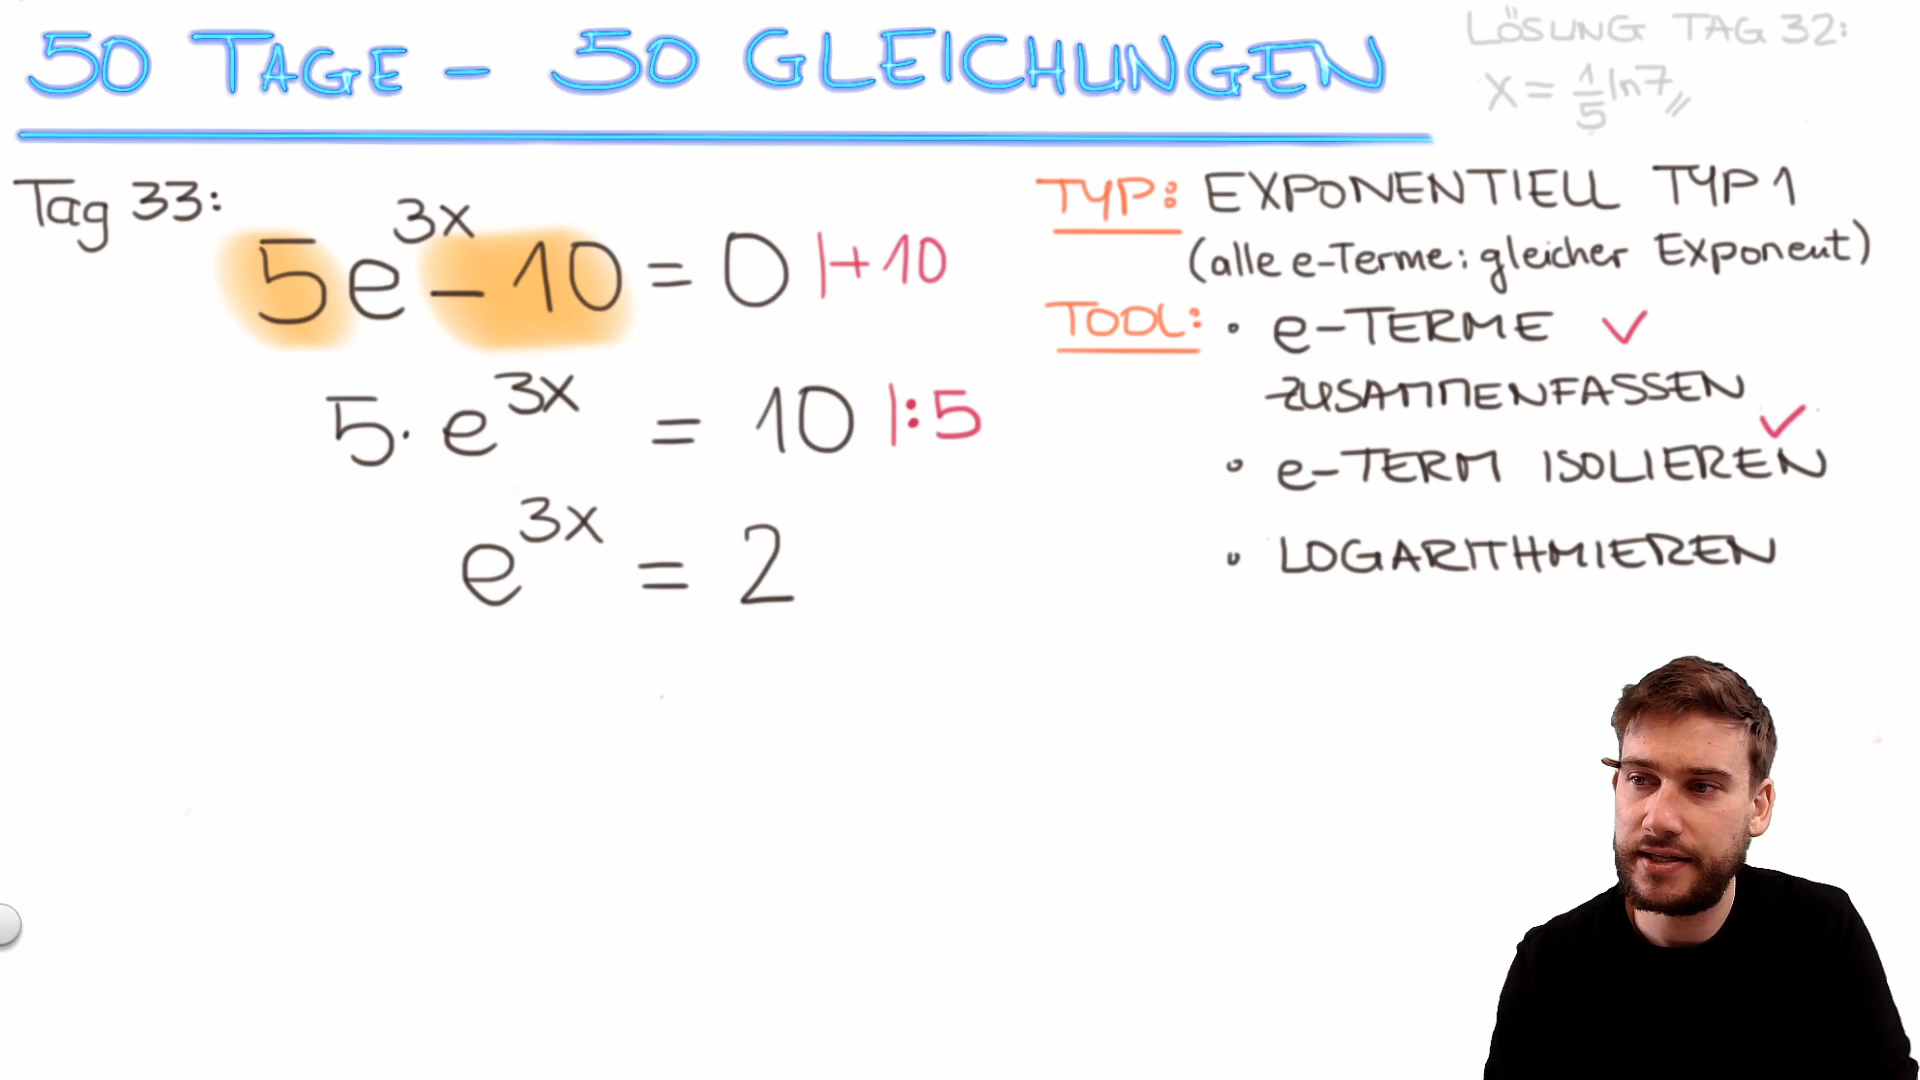 50 TAGE – 50 GLEICHUNGEN
LÖSUNG TAG 32:
x = 1/5 ln7
Tag 33:
5e^3x – 10 = 0 |+10
5·e^3x = 10 |:5
e^3x = 2
TYP: EXPONENTIELL TYP 1
(alle e-Terme: gleicher Exponent)
TOOL: • e-TERME ✓
ZUSAMMENFASSEN
• e-TERM ISOLIEREN ✓
• LOGARITHMIEREN